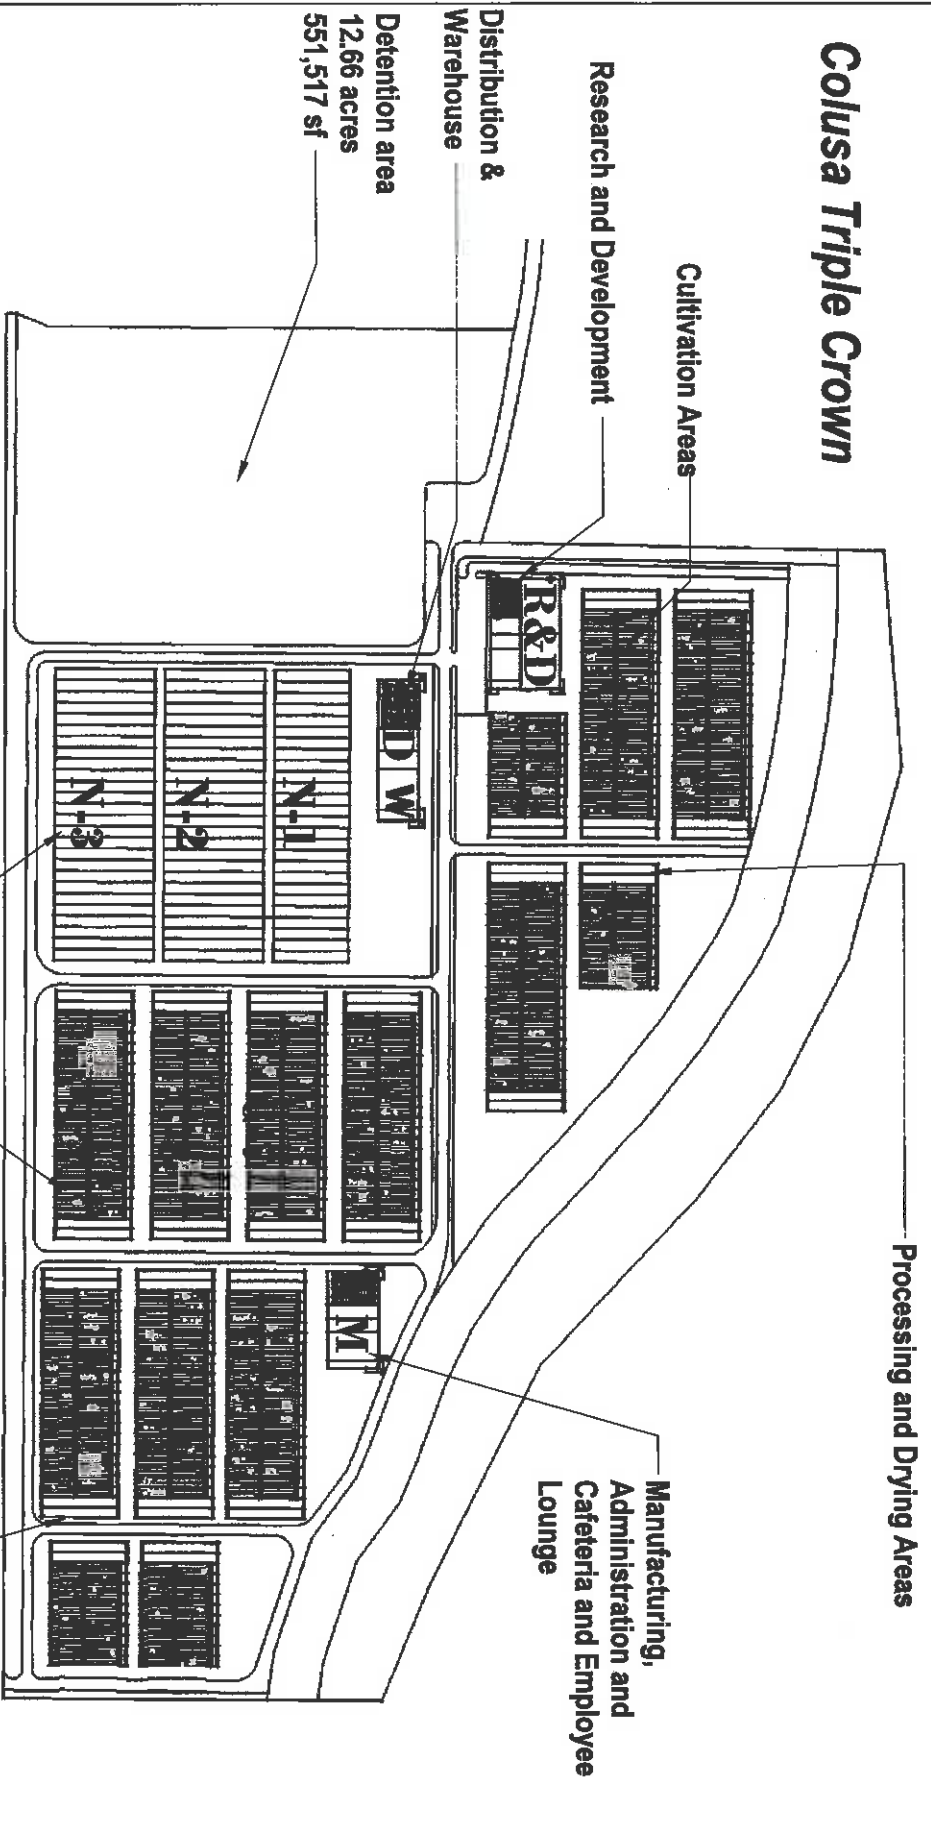 Colusa Triple Crown
Processing and Drying Areas
Cultivation Areas
Research and Development
Manufacturing,
Administration and
Cafeteria and Employee
Lounge
Distribution &
Warehouse
Detention area
12.66 acres
551,517 sf
R&D
D W
M
N-1
N-2
N-3